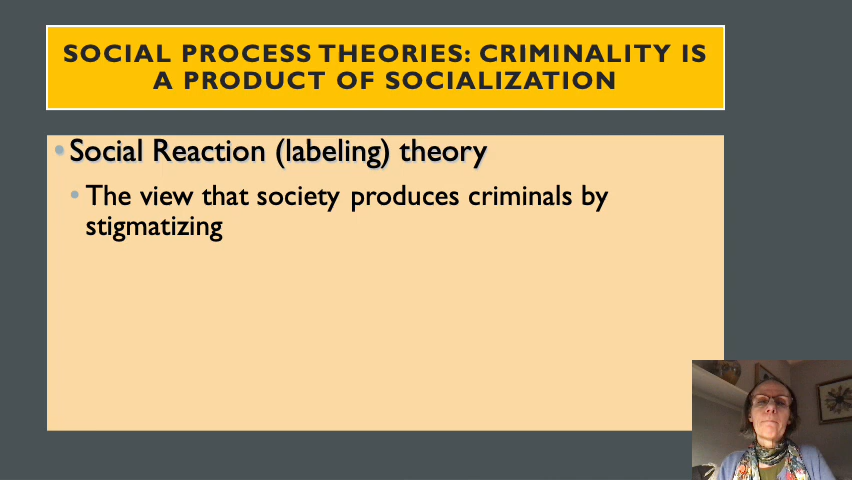 SOCIAL PROCESS THEORIES: CRIMINALITY IS
A PRODUCT OF SOCIALIZATION
• Social Reaction (labeling) theory
• The view that society produces criminals by
stigmatizing